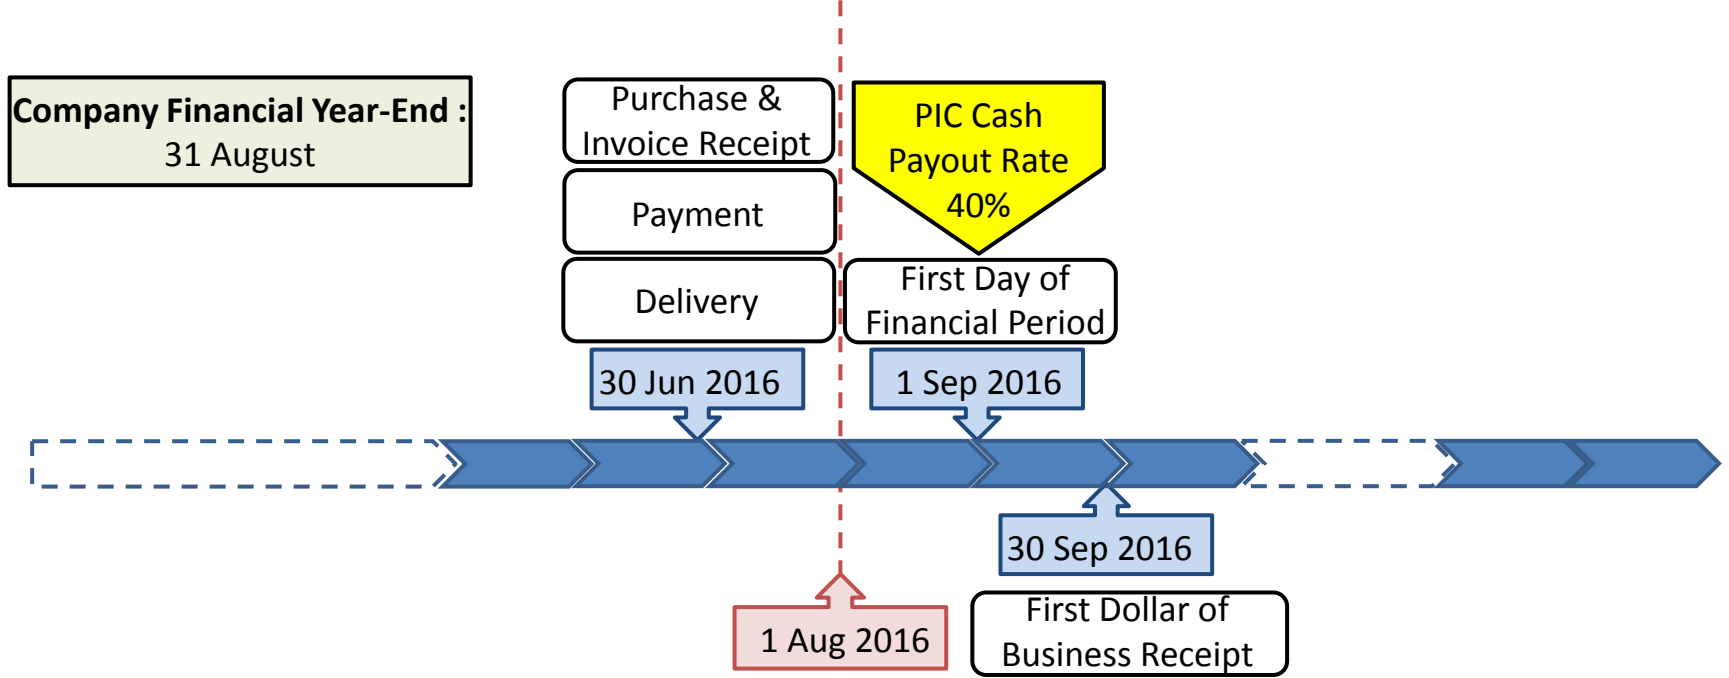 Company Financial Year-End :
31 August
Purchase &
Invoice Receipt
Payment
Delivery
30 Jun 2016
PIC Cash
Payout Rate
40%
First Day of
Financial Period
1 Sep 2016
30 Sep 2016
First Dollar of
Business Receipt
1 Aug 2016